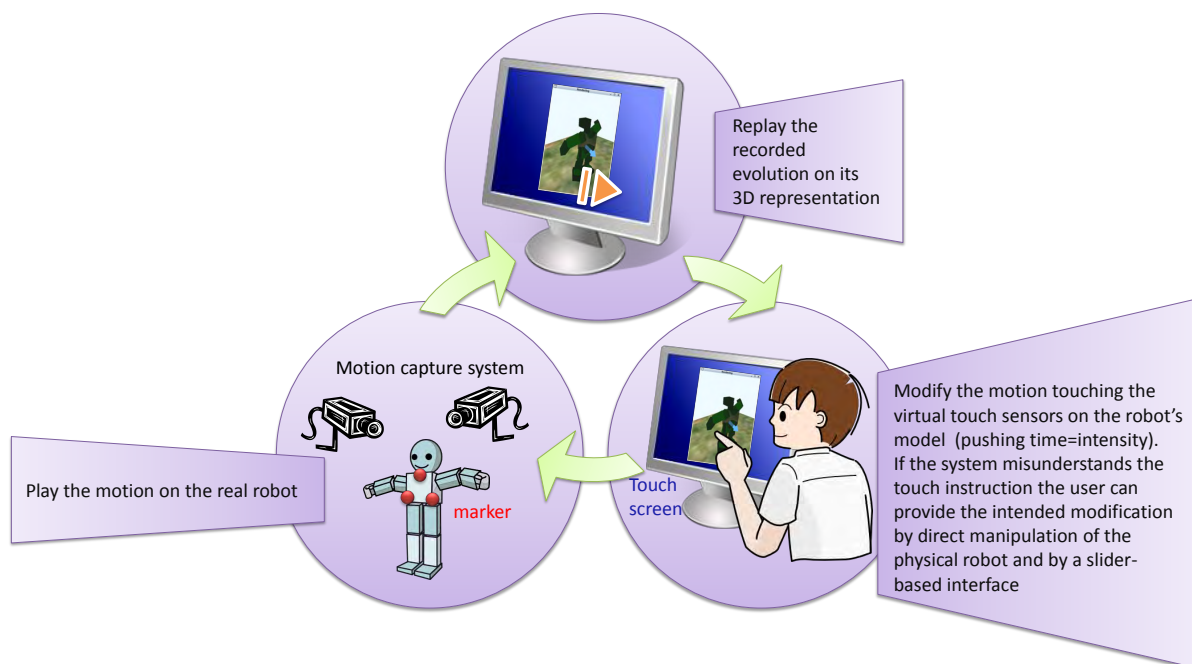 Replay the
recorded
evolution on its
3D representation
Motion capture system
marker
Play the motion on the real robot
Touch
screen
Modify the motion touching the
virtual touch sensors on the robot's
model (pushing time=intensity).
If the system misunderstands the
touch instruction the user can
provide the intended modification
by direct manipulation of the
physical robot and by a slider-
based interface